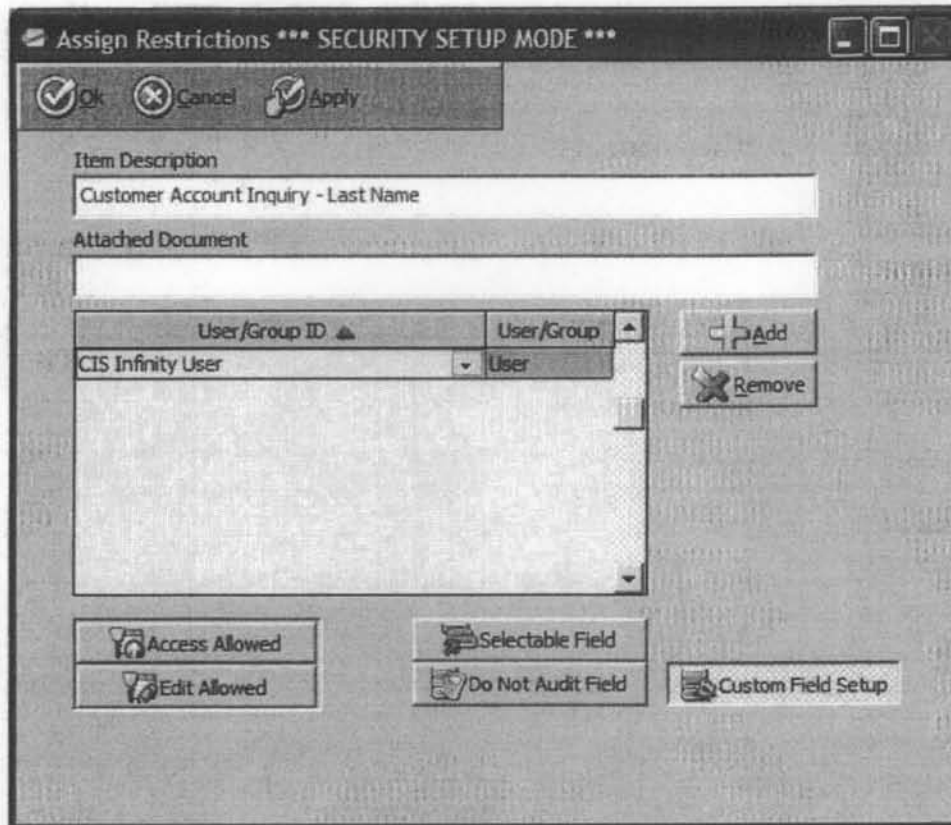 Assign Restrictions *** SECURITY SETUP MODE ***
Ok Cancel Apply
Item Description
Customer Account Inquiry - Last Name
Attached Document
User/Group ID User/Group
Add
CIS Infinity User User
Remove
Access Allowed Selectable Field
Edit Allowed Do Not Audit Field Custom Field Setup